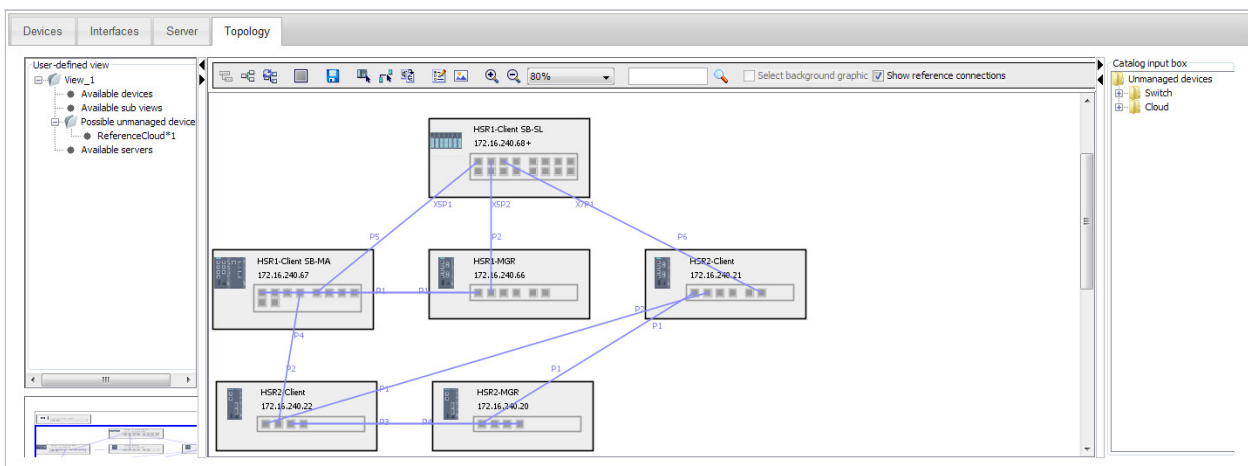 Devices
Interfaces
Server
Topology
User-defined view
View_1
Available devices
Available sub views
Possible unmanaged device
ReferenceCloud*1
Available servers
80%
Select background graphic
Show reference connections
Catalog input box
Unmanaged devices
Switch
Cloud
HSR1-Client SB-SL
172.16.240.68+
X5P1
X5P2
X7P1
P5
P2
P6
HSR1-Client SB-MA
172.16.240.67
HSR1-MGR
172.16.240.66
HSR2-Client
172.16.240.21
P1
P1
P2
P1
P4
P2
P1
P1
HSR2-Client
172.16.240.22
HSR2-MGR
172.16.240.20
P3
P4